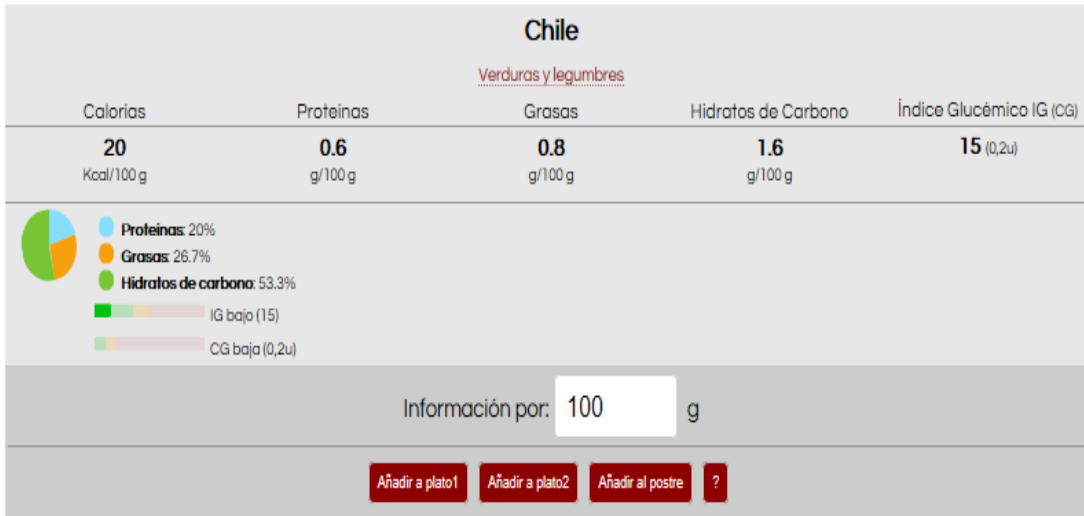 Chile
Verduras y legumbres
Calorias Proteinas Grasas Hidratos de Carbono Índice Glucémico IG (CG)
20 0.6 0.8 1.6 15 (0,2u)
Kcal/100 g g/100 g g/100 g g/100 g
Proteinas: 20%
Grasas: 26.7%
Hidratos de carbono: 53.3%
IG bajo (15)
CG baja (0,2u)
Información por: 100 g
Añadir a plato1 Añadir a plato2 Añadir al postre ?